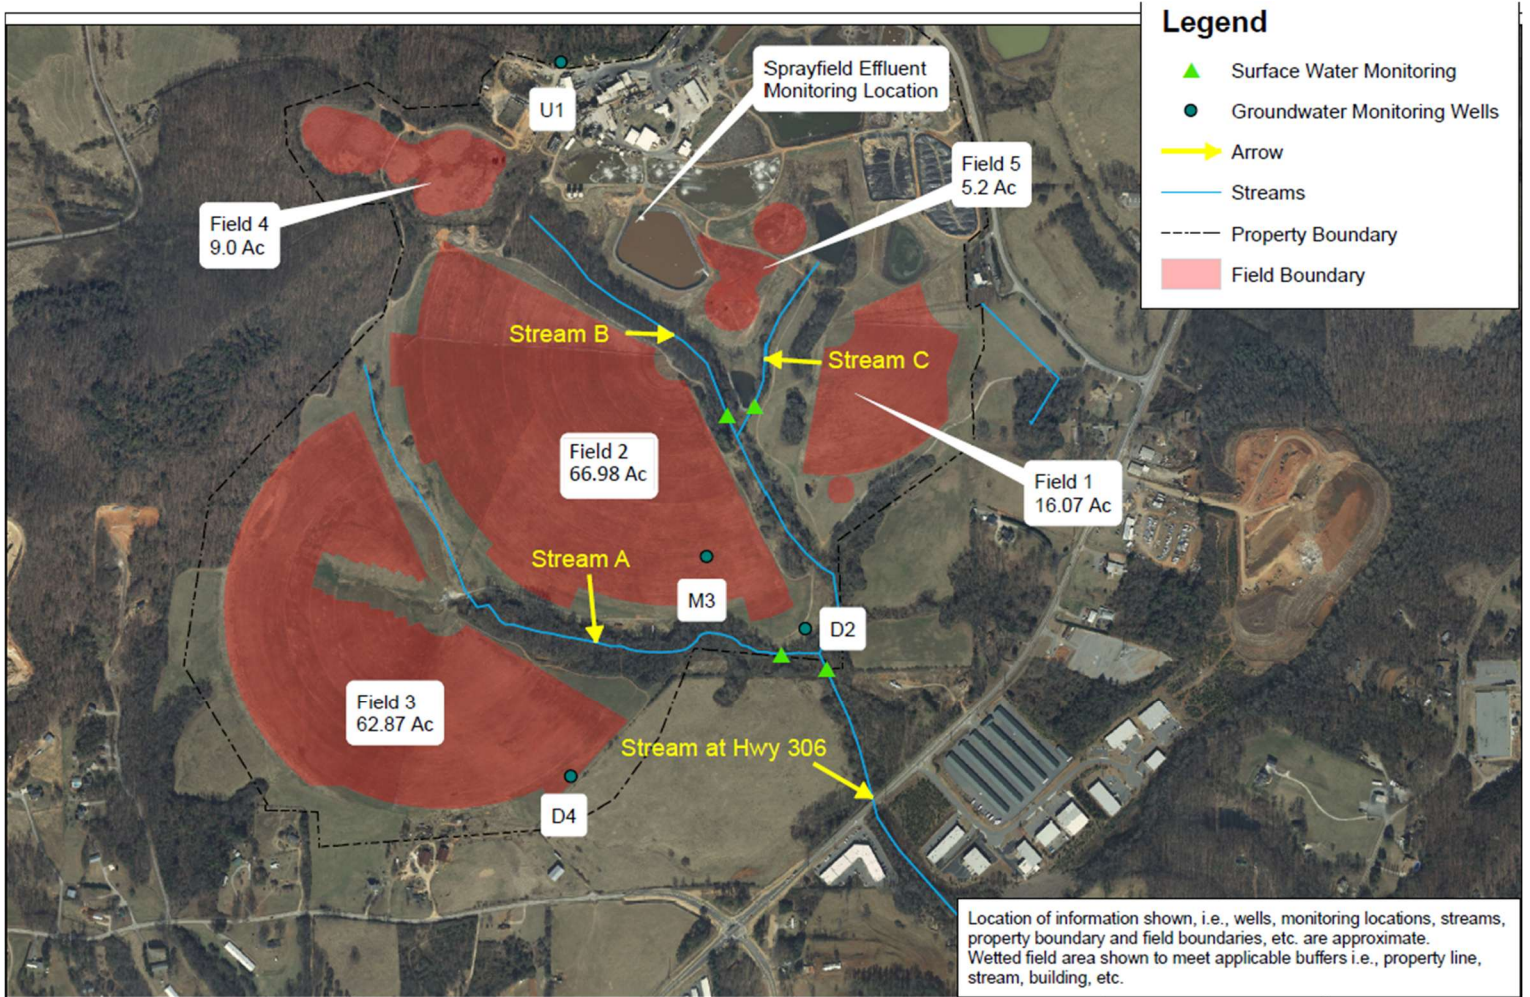 Legend
Surface Water Monitoring
Groundwater Monitoring Wells
Arrow
Streams
Property Boundary
Field Boundary
Sprayfield Effluent
Monitoring Location
U1
Field 5
5.2 Ac
Field 4
9.0 Ac
Stream B
Stream C
Field 2
66.98 Ac
Field 1
16.07 Ac
Stream A
M3
D2
Field 3
62.87 Ac
Stream at Hwy 306
D4
Location of information shown, i.e., wells, monitoring locations, streams,
property boundary and field boundaries, etc. are approximate.
Wetted field area shown to meet applicable buffers i.e., property line,
stream, building, etc.